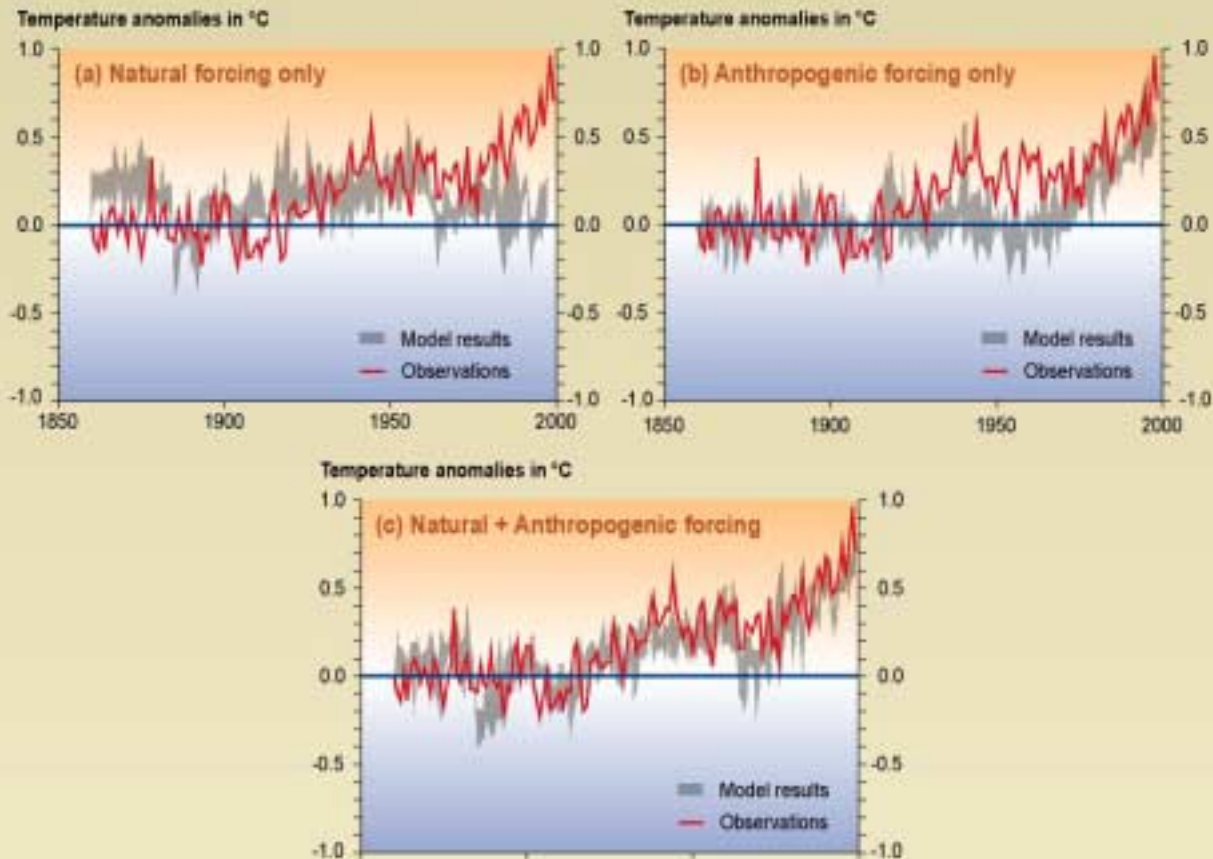 Temperature anomalies in °C
1.0
0.5
0.0
-0.5
-1.0
(a) Natural forcing only
Model results
Observations
1.0
0.5
0.0
-0.5
-1.0
1850 1900 1950 2000
Temperature anomalies in °C
1.0
0.5
0.0
-0.5
-1.0
(b) Anthropogenic forcing only
Model results
Observations
1.0
0.5
0.0
-0.5
-1.0
1850 1900 1950 2000
Temperature anomalies in °C
1.0
0.5
0.0
-0.5
-1.0
(c) Natural + Anthropogenic forcing
Model results
Observations
1.0
0.5
0.0
-0.5
-1.0